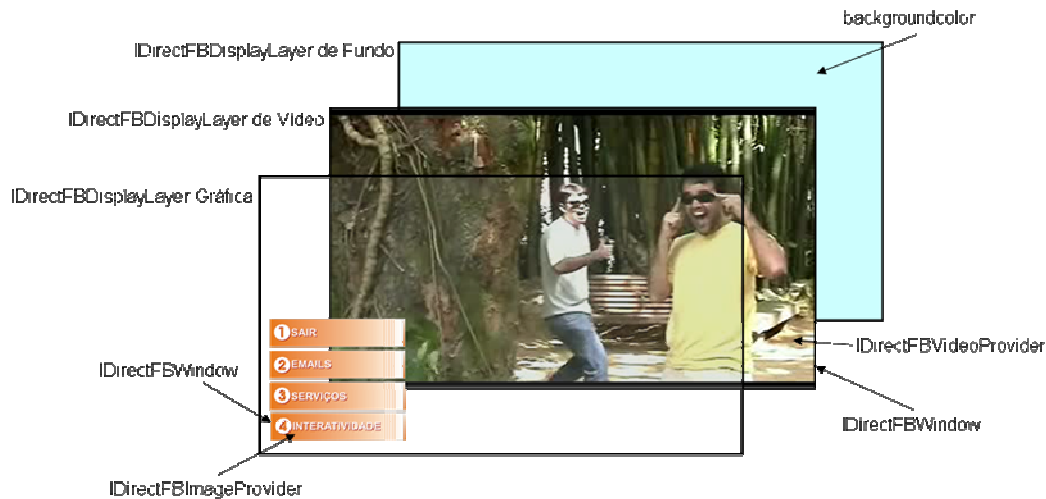 backgroundcolor
IDirectFBDisplayLayer de Fundo
IDirectFBDisplayLayer de Vídeo
IDirectFBDisplayLayer Gráfica
1 SAIR
2 EMAILS
3 SERVIÇOS
4 INTERATIVIDADE
IDirectFBVideoProvider
IDirectFBWindow
IDirectFBWindow
IDirectFBImageProvider